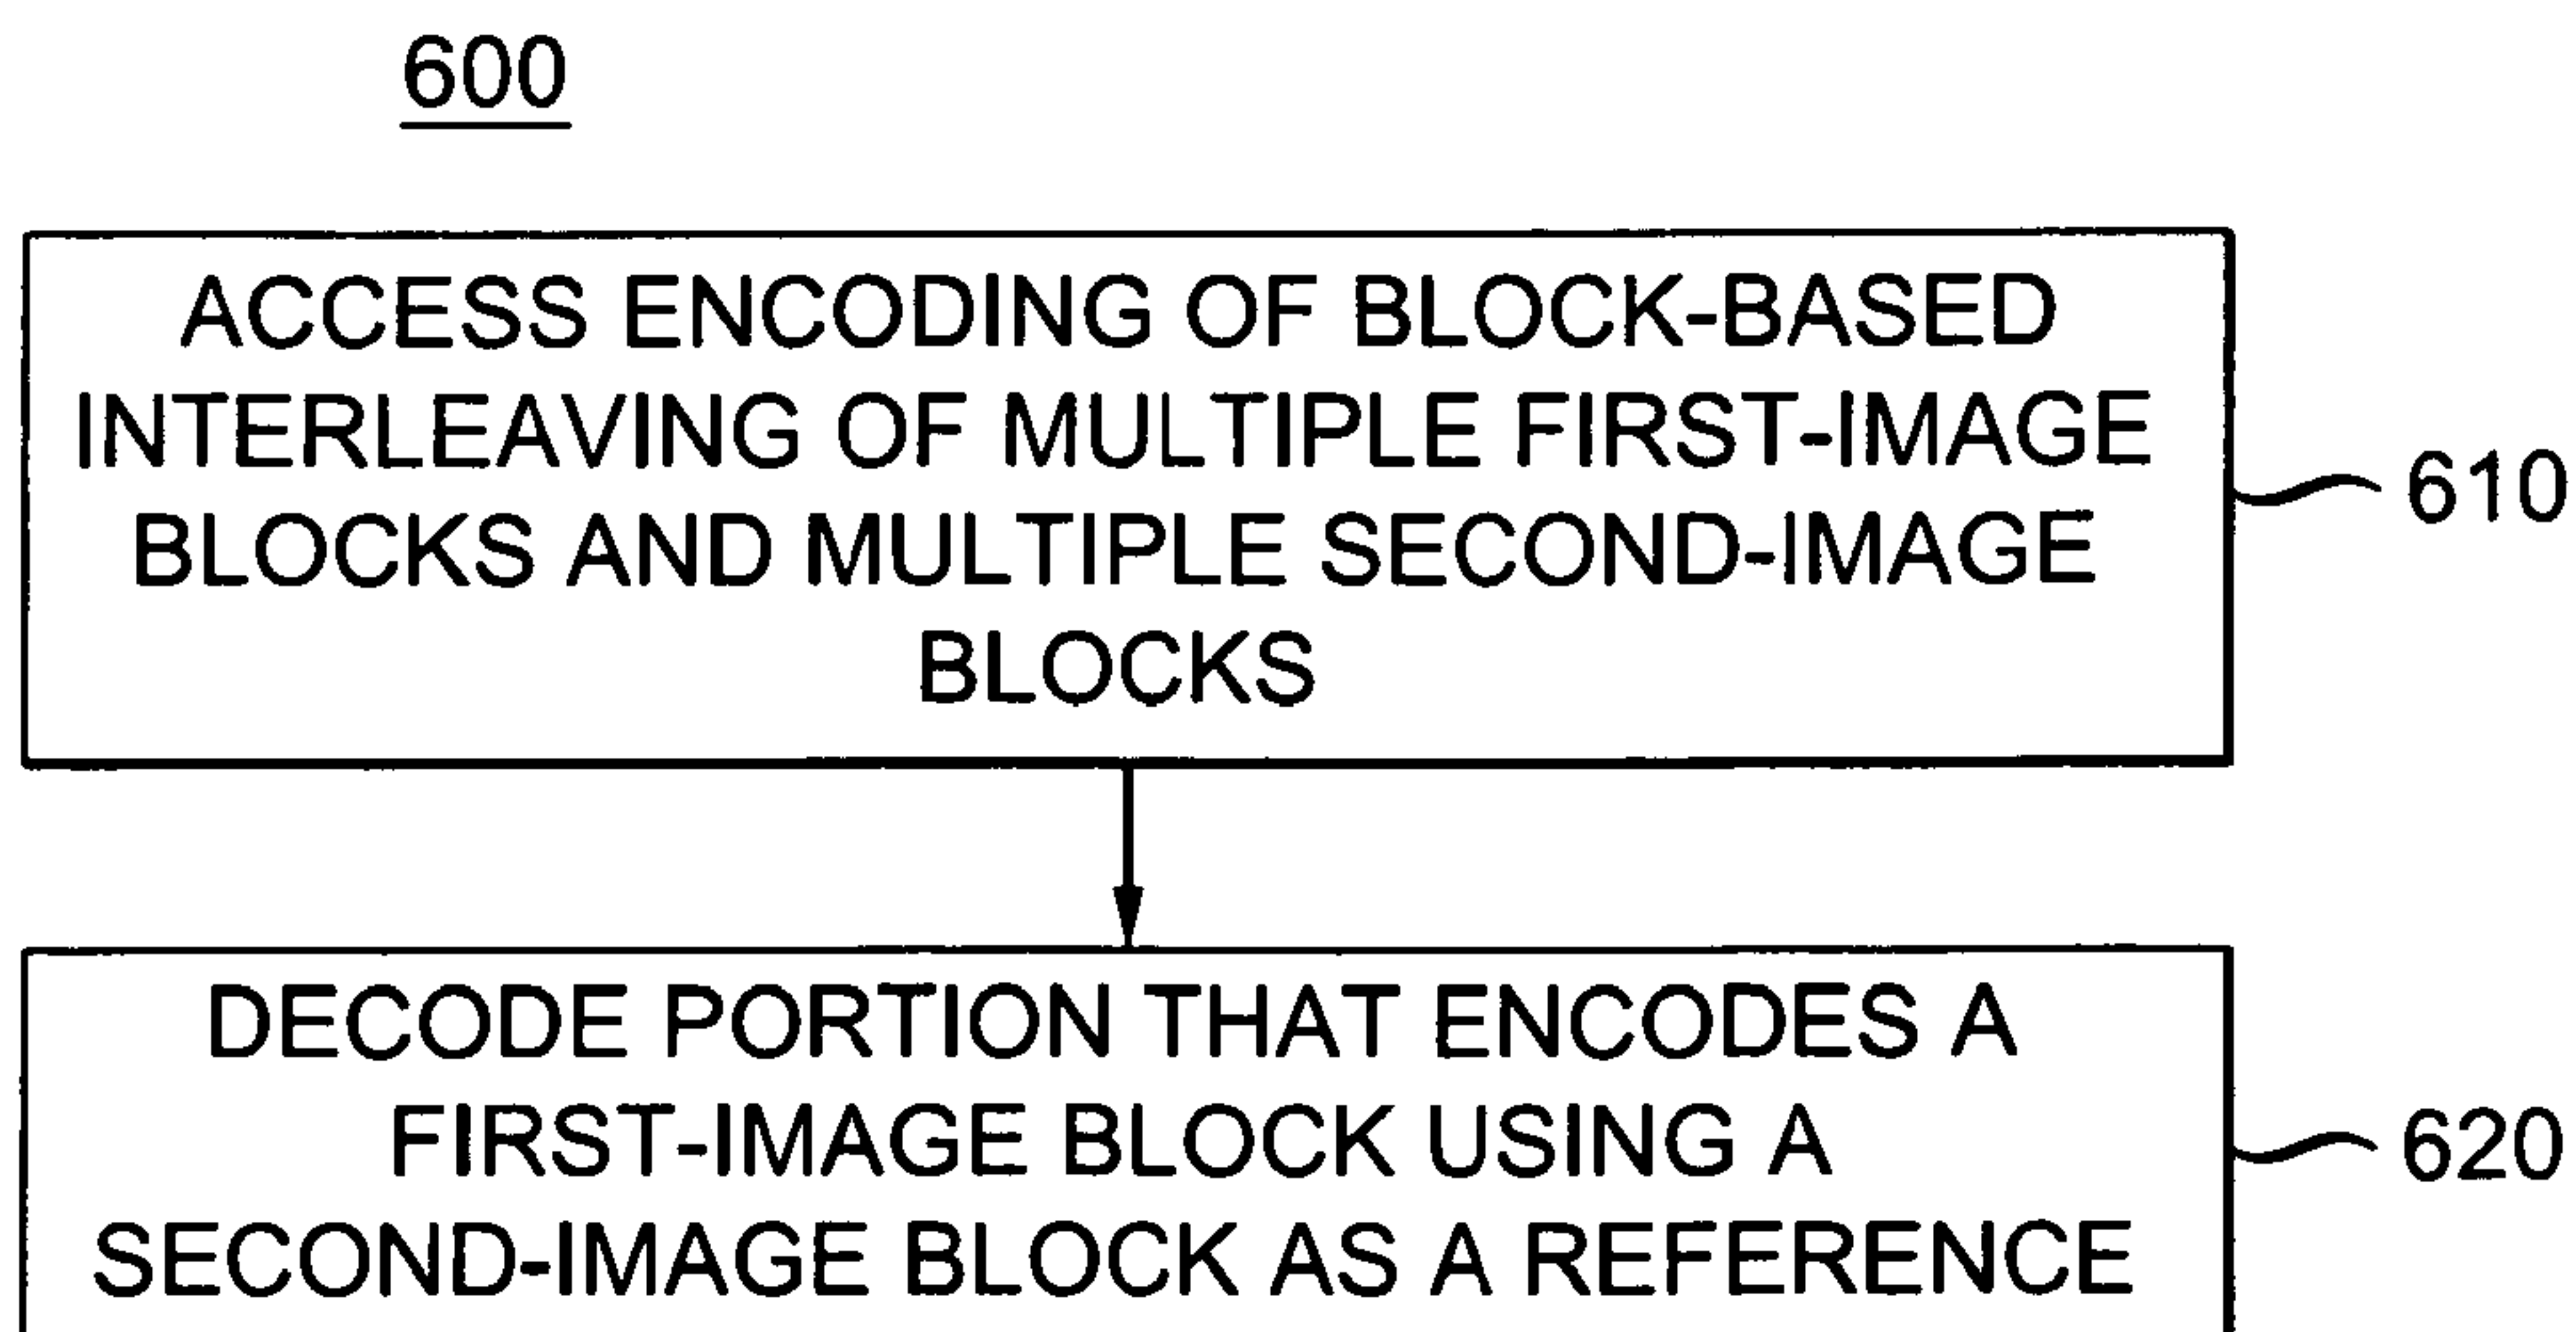 600
ACCESS ENCODING OF BLOCK-BASED
INTERLEAVING OF MULTIPLE FIRST-IMAGE
BLOCKS AND MULTIPLE SECOND-IMAGE
BLOCKS
610
DECODE PORTION THAT ENCODES A
FIRST-IMAGE BLOCK USING A
SECOND-IMAGE BLOCK AS A REFERENCE
620